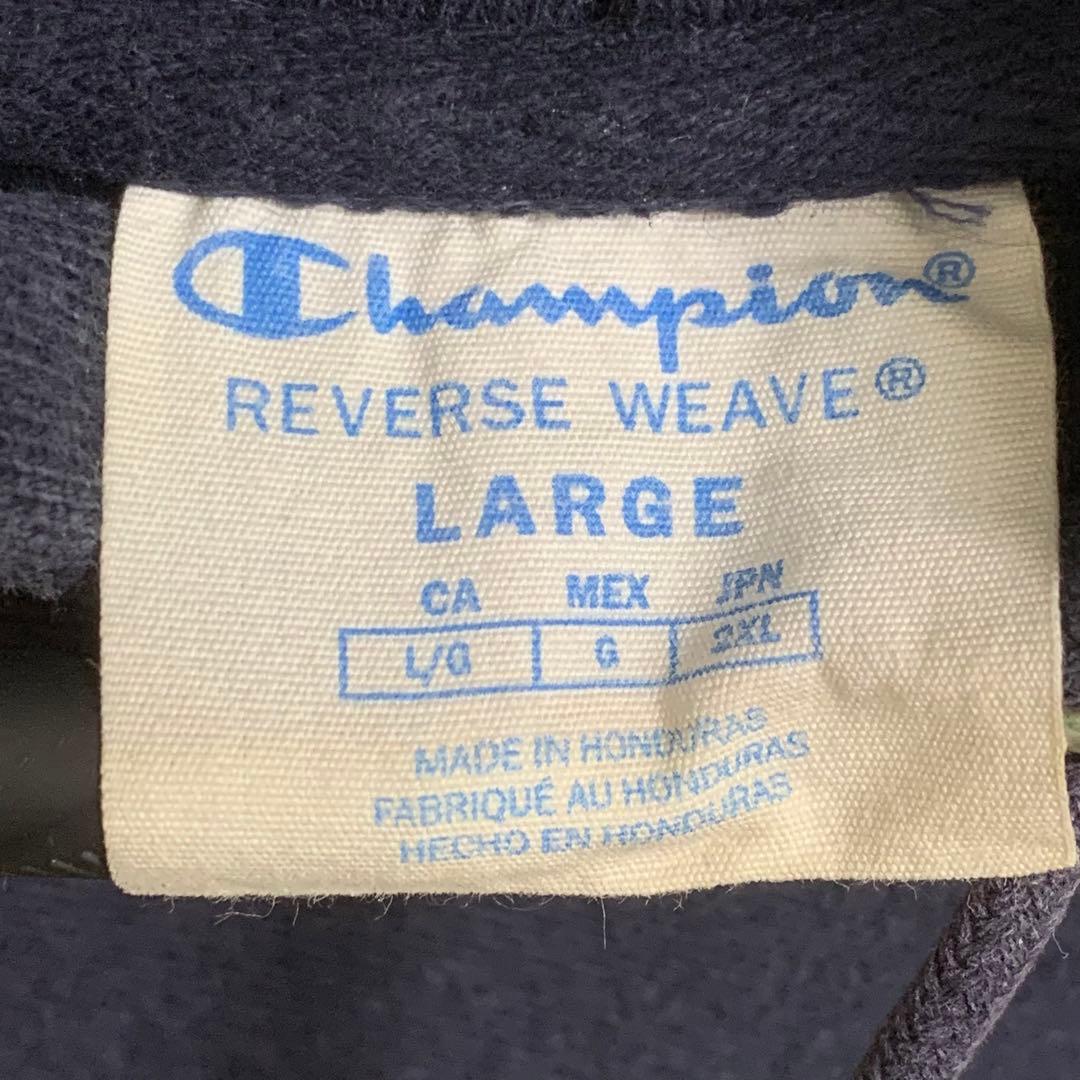 Champion®
REVERSE WEAVE®
LARGE
CA MEX JPN
L/G G 2XL
MADE IN HONDURAS
FABRIQUÉ AU HONDURAS
HECHO EN HONDURAS